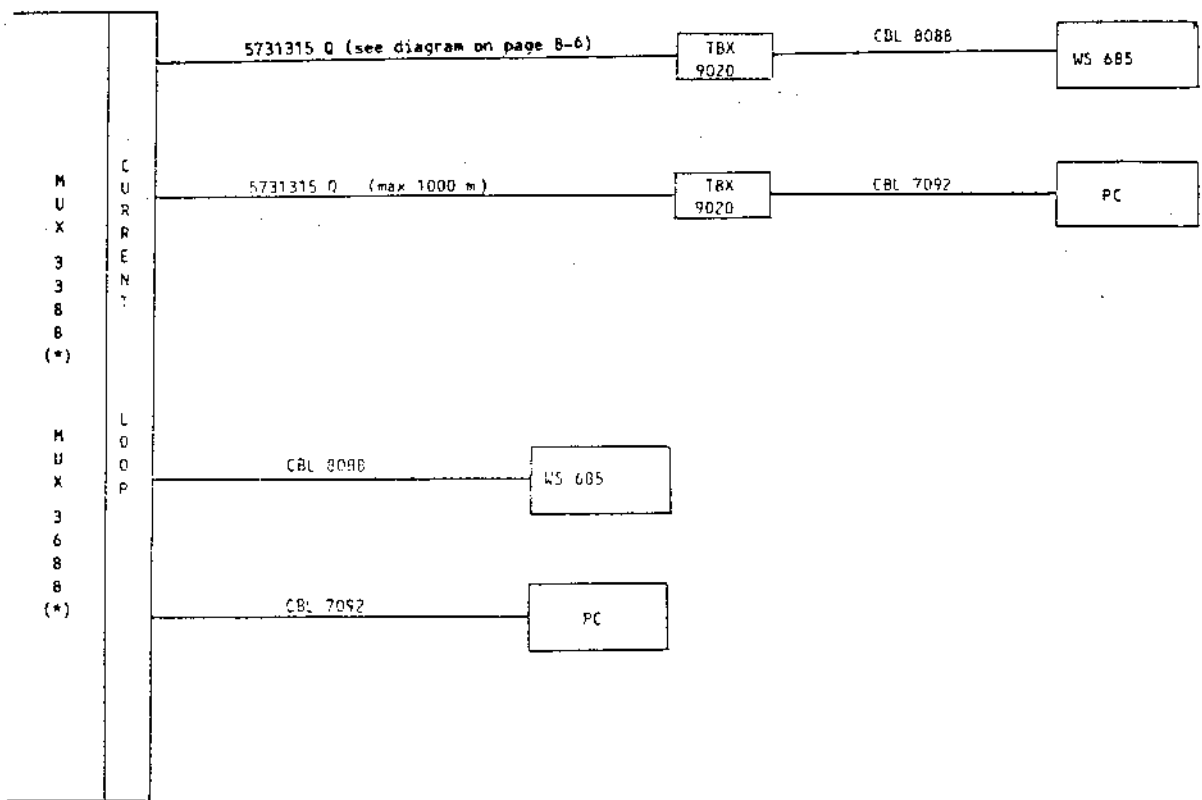 5731315 Q (see diagram on page B-6)
TBX
9020
CBL 8088
WS 685
MUX 3388
(*)
CURRENT LOOP
5731315 Q (max 1000 m)
TBX
9020
CBL 7092
PC
MUX 3688
(*)
CBL 8088
WS 685
CBL 7092
PC